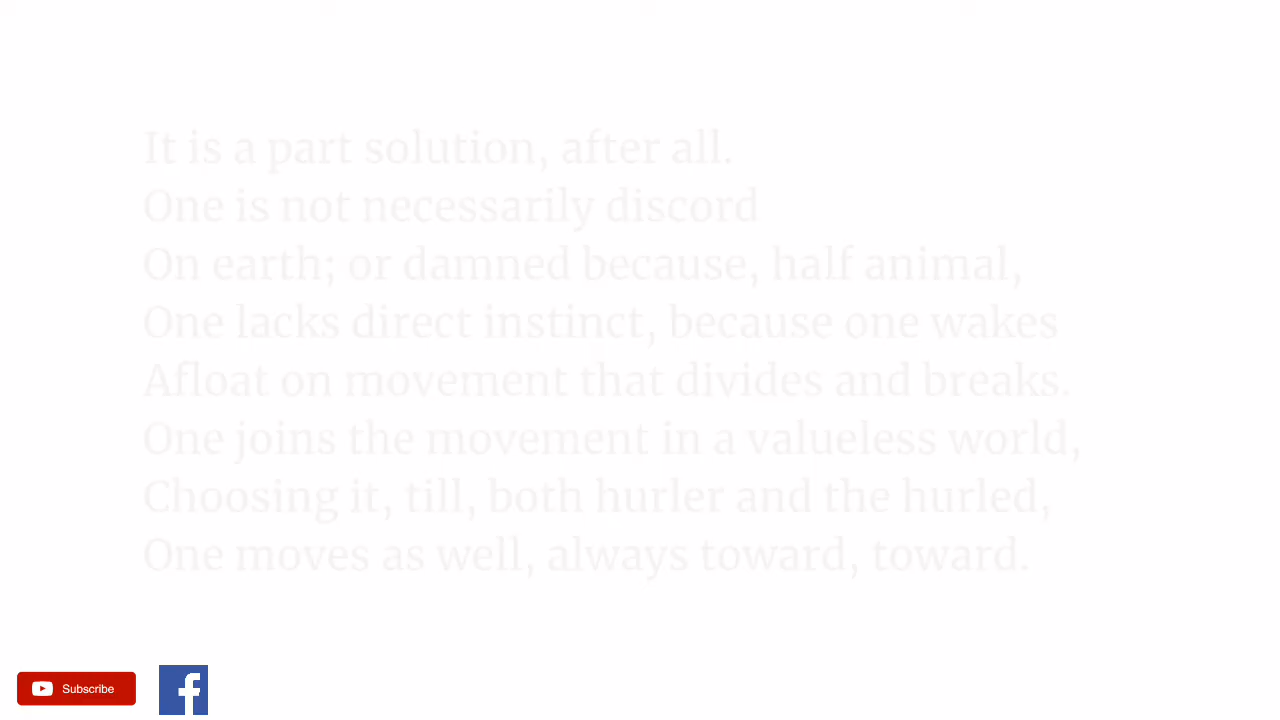 It is a part solution, after all.
One is not necessarily discord
On earth; or damned because, half animal,
One lacks direct instinct, because one wakes
Afloat on movement that divides and breaks.
One joins the movement in a valueless world,
Choosing it, till, both hurler and the hurled,
One moves as well, always toward, toward.
Subscribe